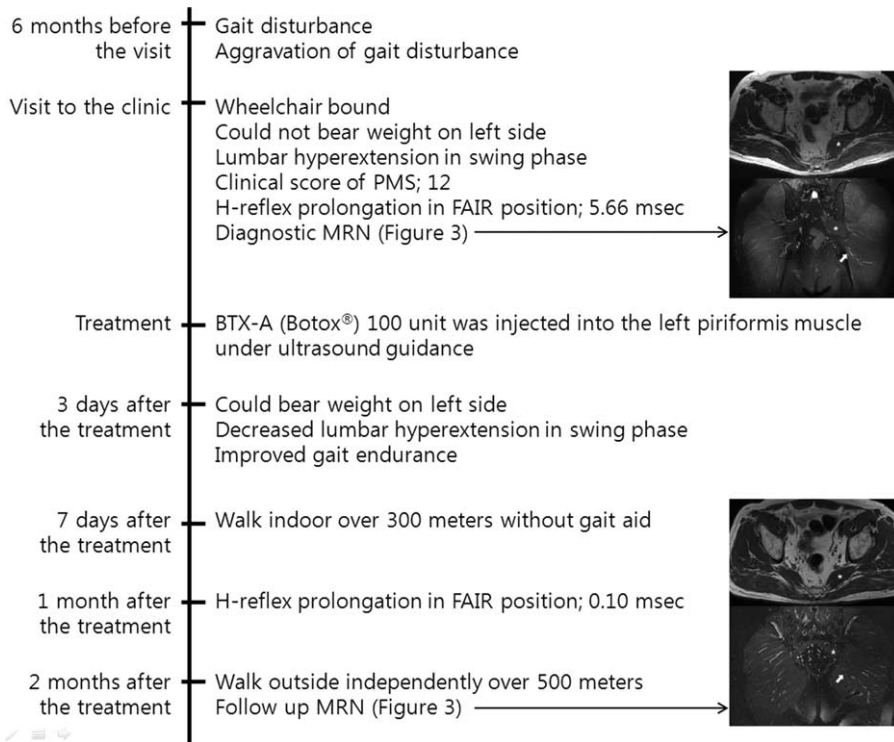 6 months before
the visit
Gait disturbance
Aggravation of gait disturbance
Visit to the clinic
Wheelchair bound
Could not bear weight on left side
Lumbar hyperextension in swing phase
Clinical score of PMS; 12
H-reflex prolongation in FAIR position; 5.66 msec
Diagnostic MRN (Figure 3)
Treatment
BTX-A (Botox®) 100 unit was injected into the left piriformis muscle
under ultrasound guidance
3 days after
the treatment
Could bear weight on left side
Decreased lumbar hyperextension in swing phase
Improved gait endurance
7 days after
the treatment
Walk indoor over 300 meters without gait aid
1 month after
the treatment
H-reflex prolongation in FAIR position; 0.10 msec
2 months after
the treatment
Walk outside independently over 500 meters
Follow up MRN (Figure 3)